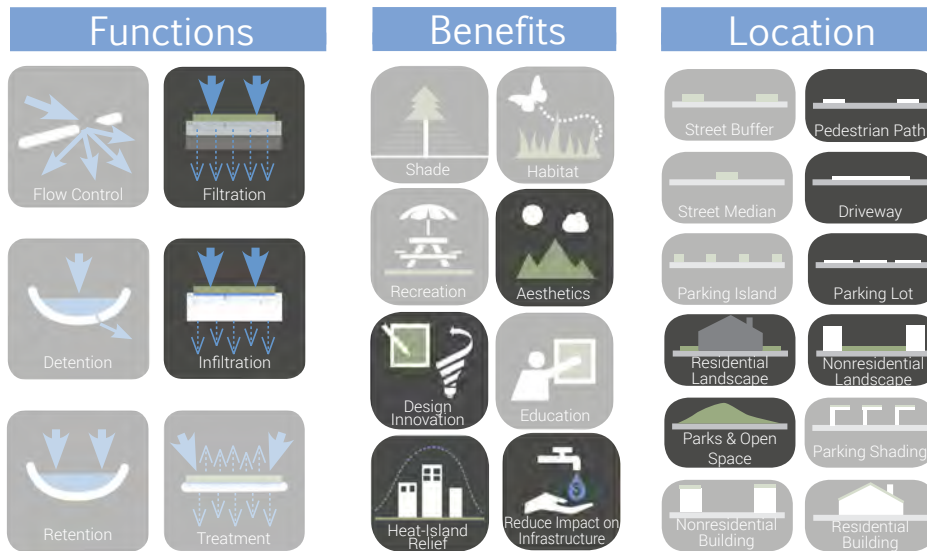 Functions
Flow Control
Filtration
Detention
Infiltration
Retention
Treatment
Benefits
Shade
Habitat
Recreation
Aesthetics
Design
Innovation
Education
Heat-Island
Relief
Reduce Impact on
Infrastructure
$
Location
Street Buffer
Pedestrian Path
Street Median
Driveway
Parking Island
Parking Lot
Residential
Landscape
Nonresidential
Landscape
Parks & Open
Space
Parking Shading
Nonresidential
Building
Residential
Building